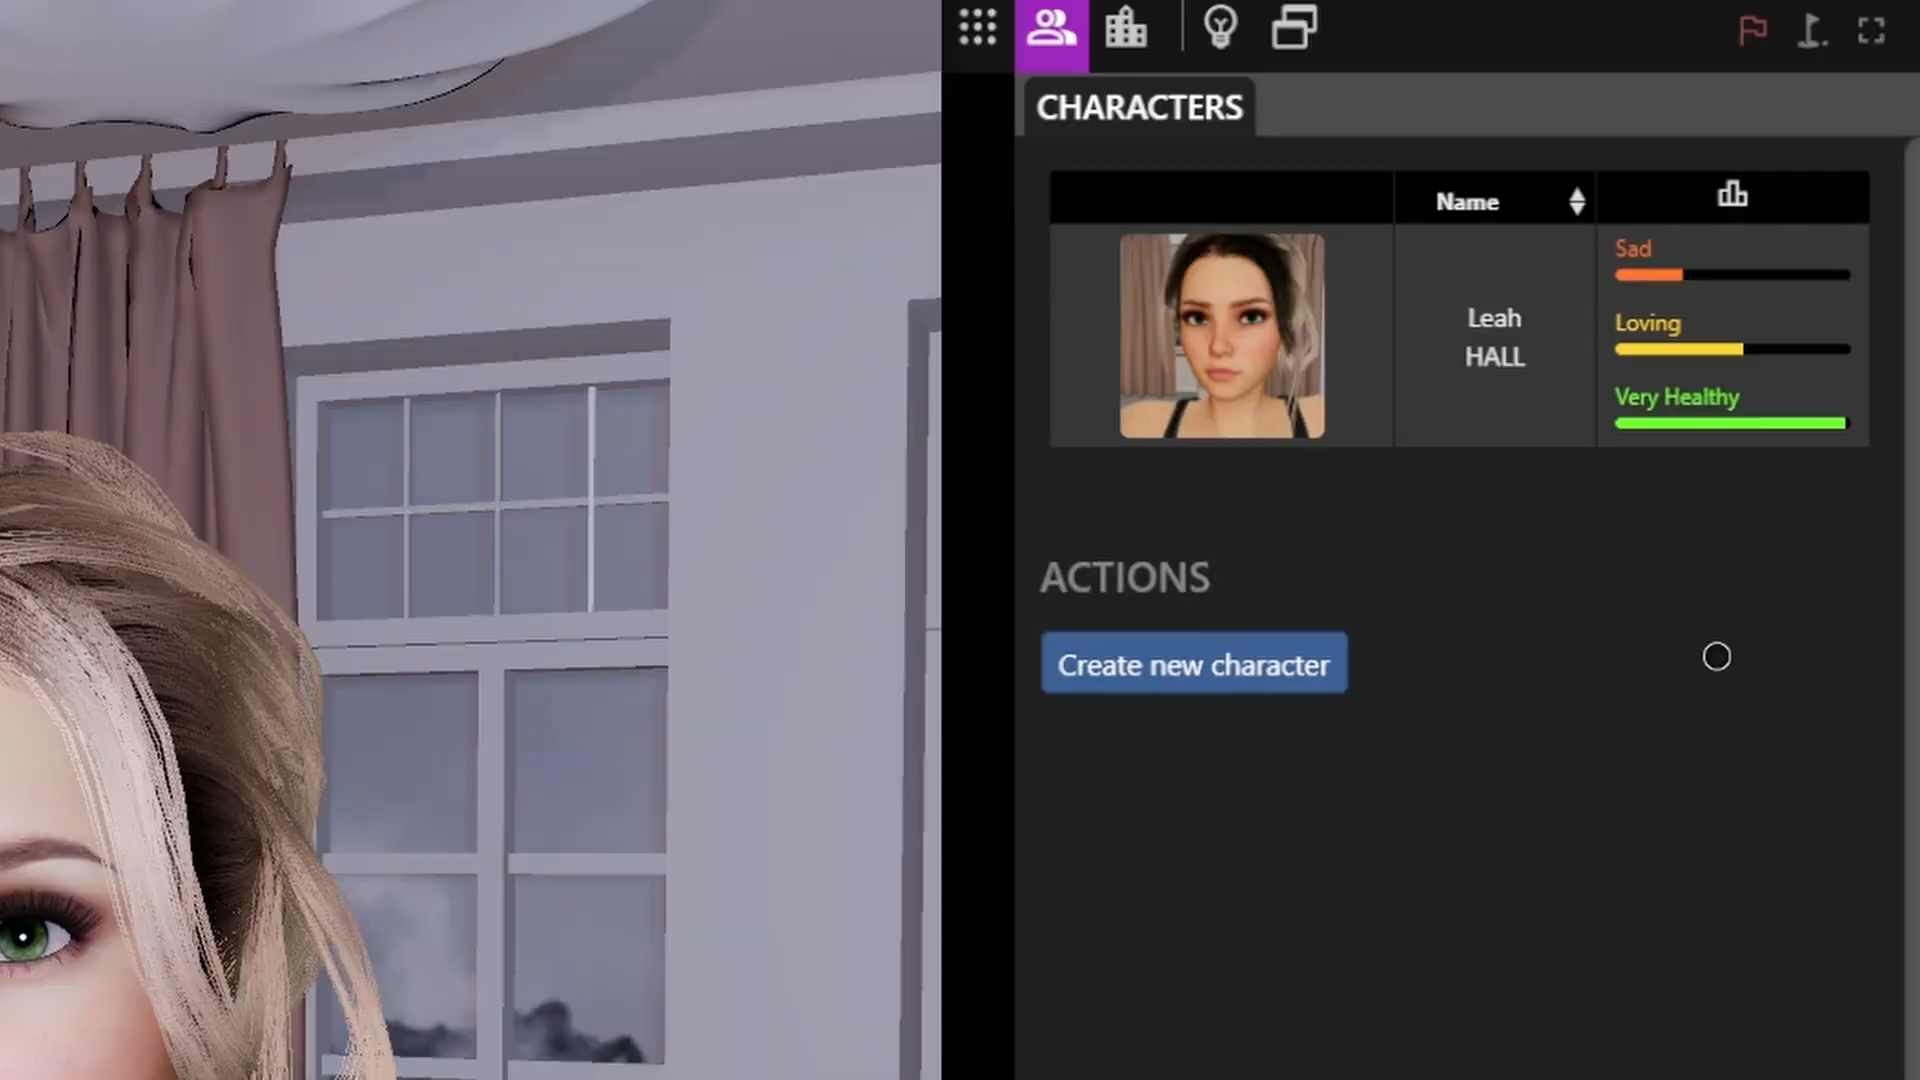 CHARACTERS
Name
Leah
HALL
Sad
Loving
Very Healthy
ACTIONS
Create new character